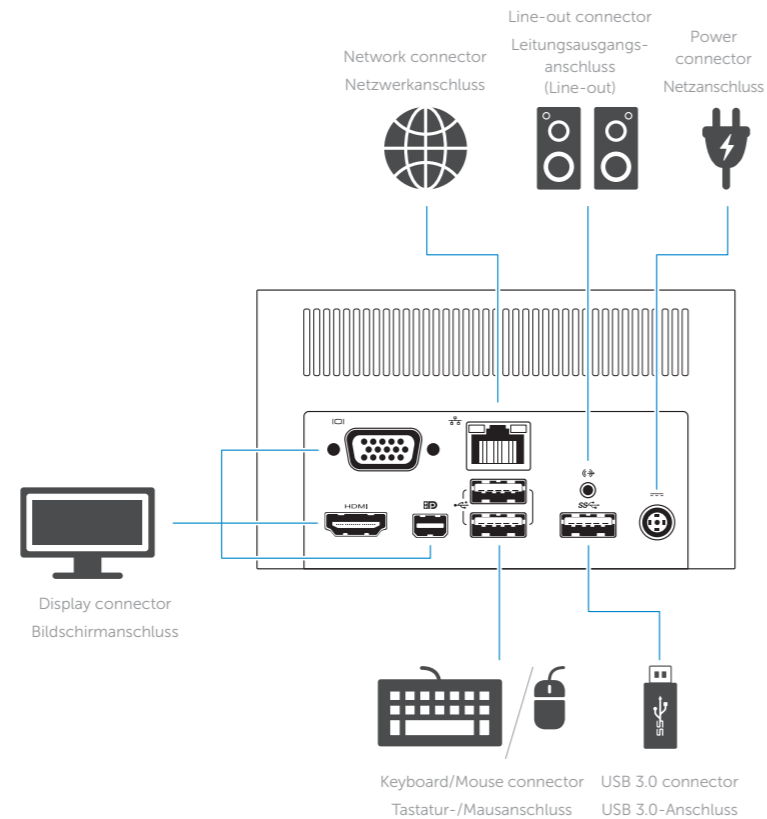 Line-out connector
Leitungsausgangs-
anschluss
(Line-out)
Power
connector
Netzanschluss
Network connector
Netzwerkanschluss
HDMI
SS
Display connector
Bildschirmanschluss
SS
Keyboard/Mouse connector
Tastatur-/Mausanschluss
USB 3.0 connector
USB 3.0-Anschluss